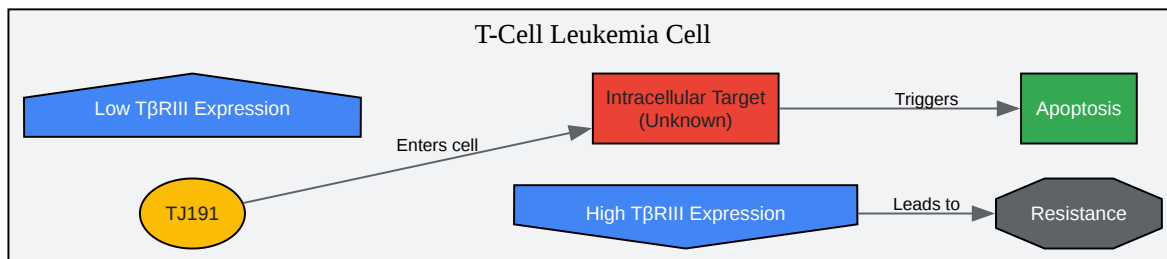 T-Cell Leukemia Cell
Low TβRIII Expression
Intracellular Target
(Unknown)
Triggers
Apoptosis
Enters cell
TJ191
High TβRIII Expression
Leads to
Resistance